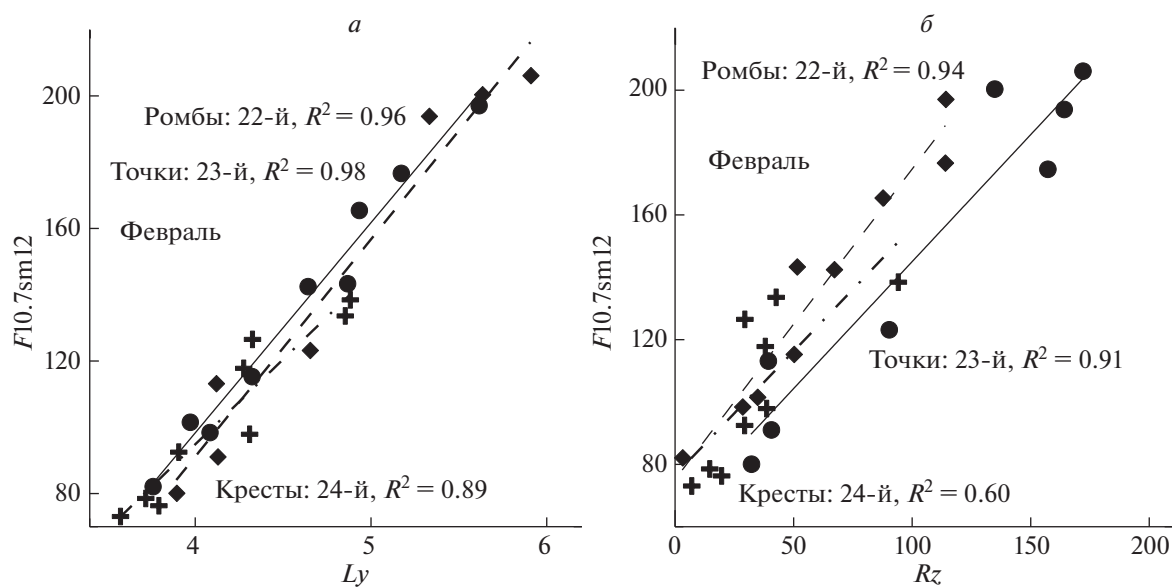 а
200
160
120
80
F10.7sm12
Ромбы: 22-й, R² = 0.96
Точки: 23-й, R² = 0.98
Февраль
Кресты: 24-й, R² = 0.89
4
5
6
Ly
б
200
160
120
80
F10.7sm12
Ромбы: 22-й, R² = 0.94
Февраль
Точки: 23-й, R² = 0.91
Кресты: 24-й, R² = 0.60
0
50
100
150
200
Rz